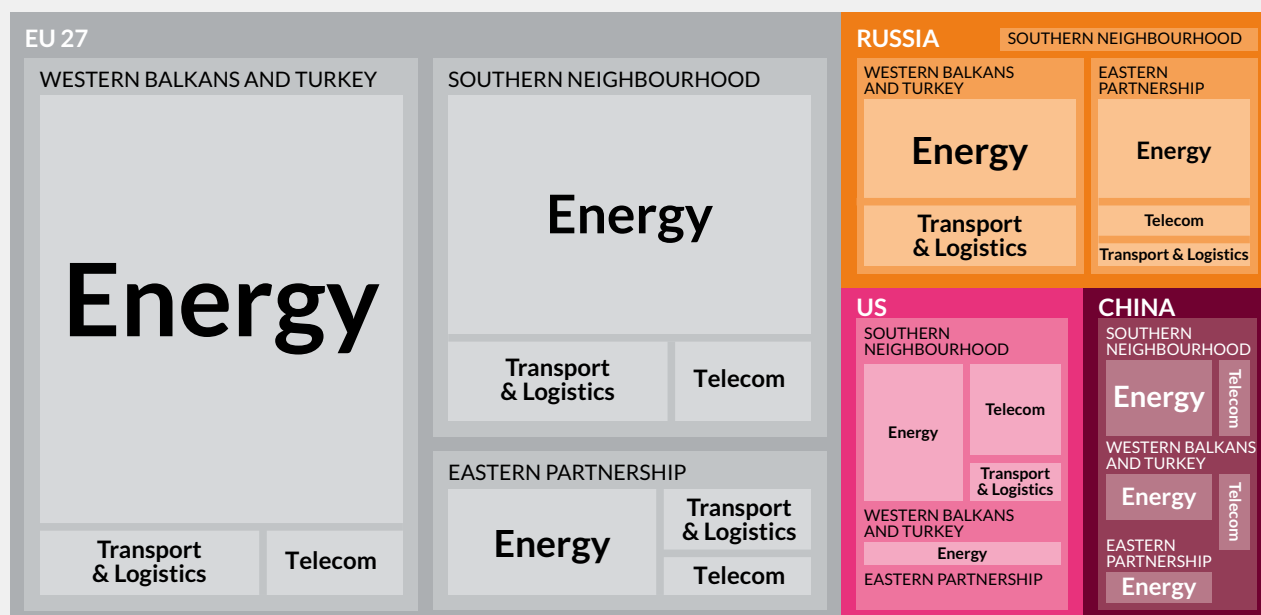 EU 27
WESTERN BALKANS AND TURKEY
Energy
Transport
& Logistics
Telecom
SOUTHERN NEIGHBOURHOOD
Energy
Transport
& Logistics
Telecom
EASTERN PARTNERSHIP
Energy
Transport
& Logistics
Telecom
RUSSIA
SOUTHERN NEIGHBOURHOOD
WESTERN BALKANS
AND TURKEY
Energy
Transport
& Logistics
EASTERN
PARTNERSHIP
Energy
Telecom
Transport & Logistics
US
SOUTHERN
NEIGHBOURHOOD
Energy
Telecom
Transport
& Logistics
WESTERN BALKANS
AND TURKEY
Energy
EASTERN PARTNERSHIP
CHINA
SOUTHERN
NEIGHBOURHOOD
Energy
Telecom
WESTERN BALKANS
AND TURKEY
Energy
Telecom
EASTERN
PARTNERSHIP
Energy